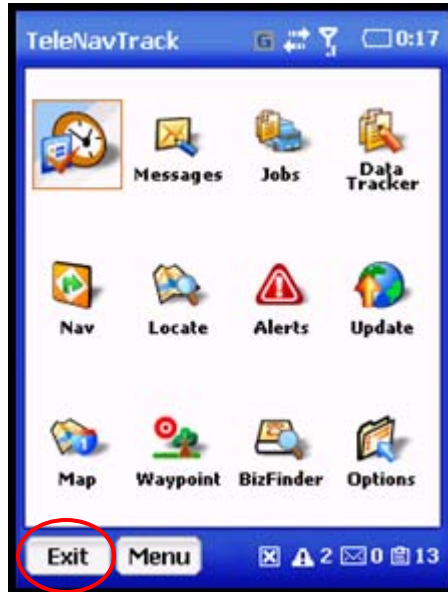 TeleNavTrack G 0:17
Messages Jobs Data Tracker
Nav Locate Alerts Update
Map Waypoint BizFinder Options
Exit Menu 2 0 13